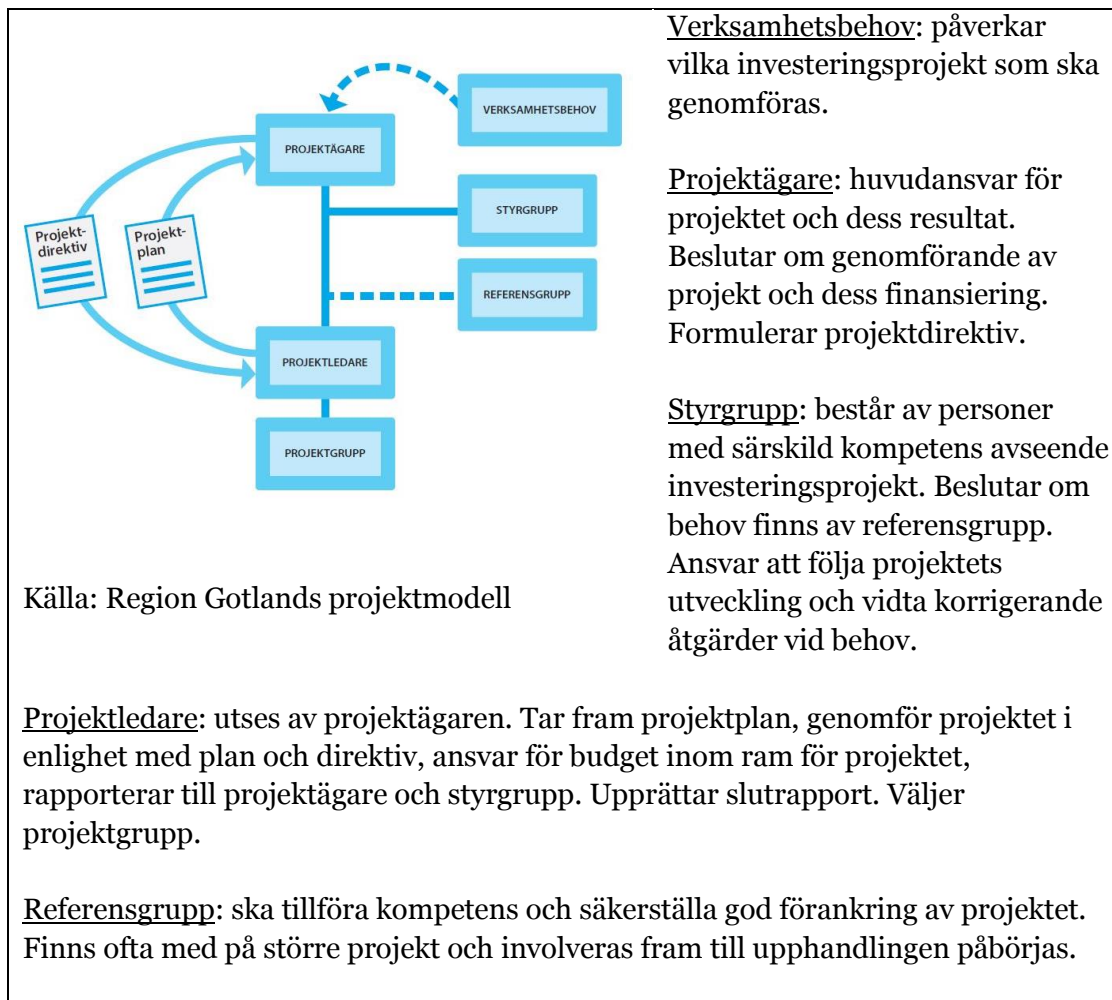 VERKSAMHETSBEHOV
PROJEKTÄGARE
STYRGRUPP
Projekt-
direktiv
Projekt-
plan
REFERENSGRUPP
PROJEKTLEDARE
PROJEKTGRUPP
Källa: Region Gotlands projektmodell
Verksamhetsbehov: påverkar
vilka investeringsprojekt som ska
genomföras.
Projektägare: huvudansvar för
projektet och dess resultat.
Beslutar om genomförande av
projekt och dess finansiering.
Formulerar projektdirektiv.
Styrgrupp: består av personer
med särskild kompetens avseende
investeringsprojekt. Beslutar om
behov finns av referensgrupp.
Ansvar att följa projektets
utveckling och vidta korrigerande
åtgärder vid behov.
Projektledare: utses av projektägaren. Tar fram projektplan, genomför projektet i
enlighet med plan och direktiv, ansvar för budget inom ram för projektet,
rapporterar till projektägare och styrgrupp. Upprättar slutrapport. Väljer
projektgrupp.
Referensgrupp: ska tillföra kompetens och säkerställa god förankring av projektet.
Finns ofta med på större projekt och involveras fram till upphandlingen påbörjas.